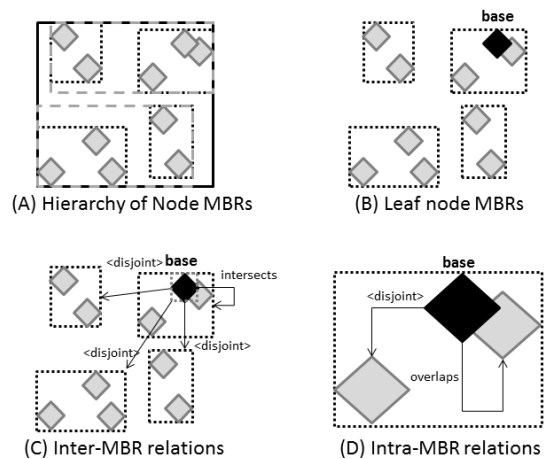 base
(A) Hierarchy of Node MBRs
(B) Leaf node MBRs
<disjoint>
base
intersects
<disjoint>
<disjoint>
(C) Inter-MBR relations
base
<disjoint>
overlaps
(D) Intra-MBR relations